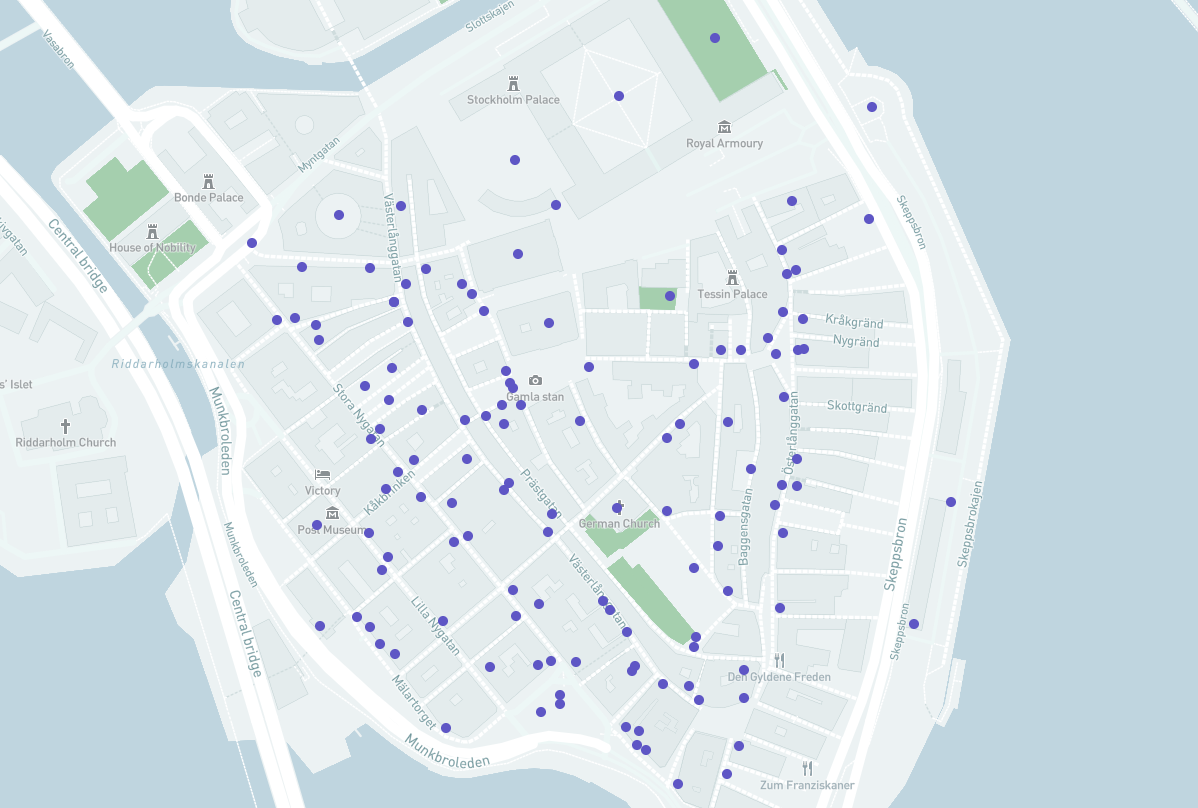 Slottskajen
Vasabron
Stockholm Palace
Royal Armoury
Myntgatan
Bonde Palace
Västerlånggatan
Skeppsbron
House of Nobility
Central bridge
Tessin Palace
Kråkgränd
Nygränd
Riddarholmskanalen
Gamla stan
Skottgränd
Munkbroleden
Stora Nygatan
Österlånggatan
Riddarholm Church
Victory
Kåkbrinken
Prästgatan
Post Museum
German Church
Baggensgatan
Skeppsbrokajen
Skeppsbron
Munkbroleden
Västerlånggatan
Central bridge
Lilla Nygatan
Skeppsbron
Den Gyldene Freden
Mälartorget
Munkbroleden
Zum Franziskaner